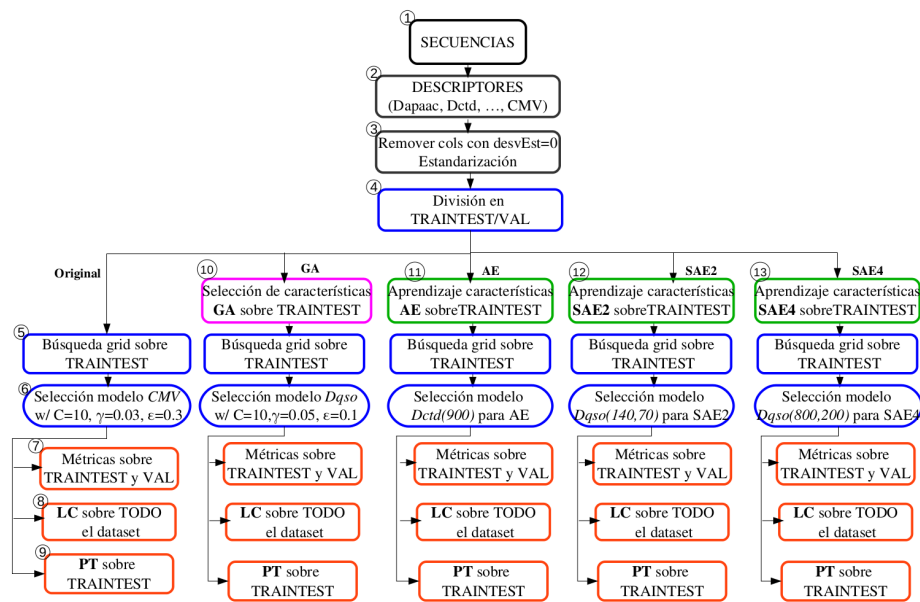 1
SECUENCIAS
2
DESCRIPTORES
(Dapaac, Dctd, …, CMV)
3
Remover cols con desvEst=0
Estandarización
4
División en
TRAINTEST/VAL
Original
10
GA
11
AE
12
SAE2
13
SAE4
Selección de características
GA sobre TRAINTEST
Aprendizaje características
AE sobreTRAINTEST
Aprendizaje características
SAE2 sobreTRAINTEST
Aprendizaje características
SAE4 sobreTRAINTEST
5
Búsqueda grid sobre
TRAINTEST
Búsqueda grid sobre
TRAINTEST
Búsqueda grid sobre
TRAINTEST
Búsqueda grid sobre
TRAINTEST
Búsqueda grid sobre
TRAINTEST
6
Selección modelo CMV
w/ C=10, γ=0.03, ε=0.3
Selección modelo Dqso
w/ C=10,γ=0.05, ε=0.1
Selección modelo
Dctd(900) para AE
Selección modelo
Dqso(140,70) para SAE2
Selección modelo
Dqso(800,200) para SAE4
7
Métricas sobre
TRAINTEST y VAL
Métricas sobre
TRAINTEST y VAL
Métricas sobre
TRAINTEST y VAL
Métricas sobre
TRAINTEST y VAL
Métricas sobre
TRAINTEST y VAL
8
LC sobre TODO
el dataset
LC sobre TODO
el dataset
LC sobre TODO
el dataset
LC sobre TODO
el dataset
LC sobre TODO
el dataset
9
PT sobre
TRAINTEST
PT sobre
TRAINTEST
PT sobre
TRAINTEST
PT sobre
TRAINTEST
PT sobre
TRAINTEST